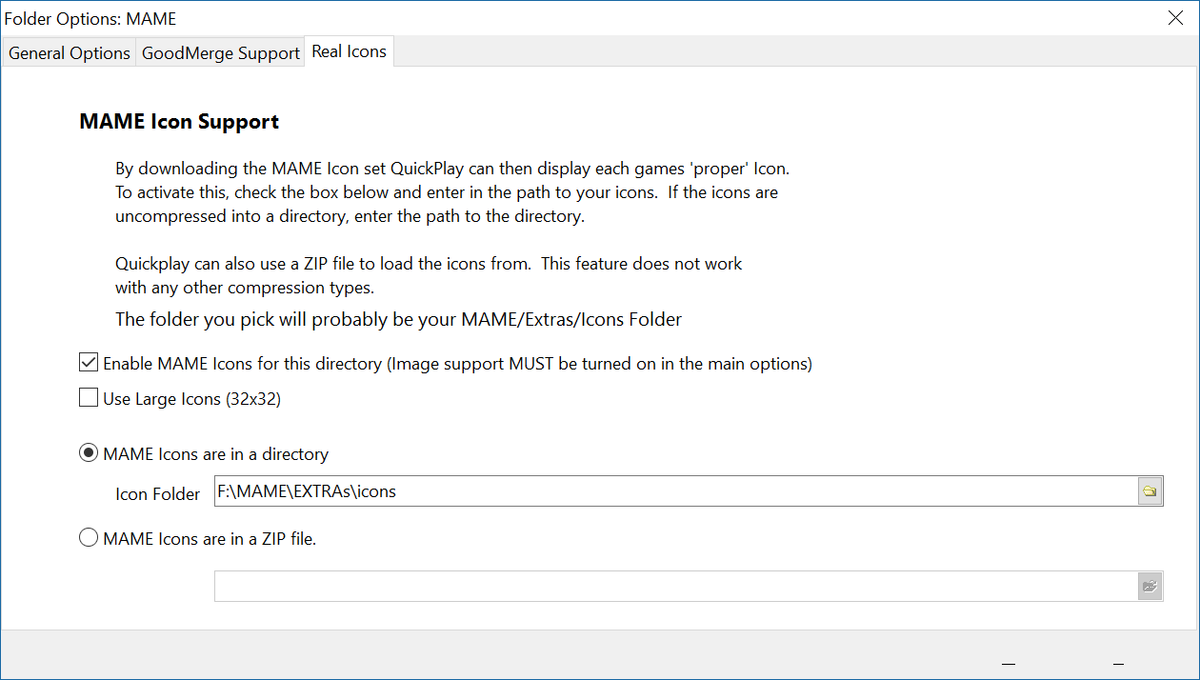 Folder Options: MAME
General Options
GoodMerge Support
Real Icons
MAME Icon Support
By downloading the MAME Icon set QuickPlay can then display each games 'proper' Icon.
To activate this, check the box below and enter in the path to your icons.  If the icons are
uncompressed into a directory, enter the path to the directory.
Quickplay can also use a ZIP file to load the icons from.  This feature does not work
with any other compression types.
The folder you pick will probably be your MAME/Extras/Icons Folder
Enable MAME Icons for this directory (Image support MUST be turned on in the main options)
Use Large Icons (32x32)
MAME Icons are in a directory
Icon Folder
F:\MAME\EXTRAs\icons
MAME Icons are in a ZIP file.